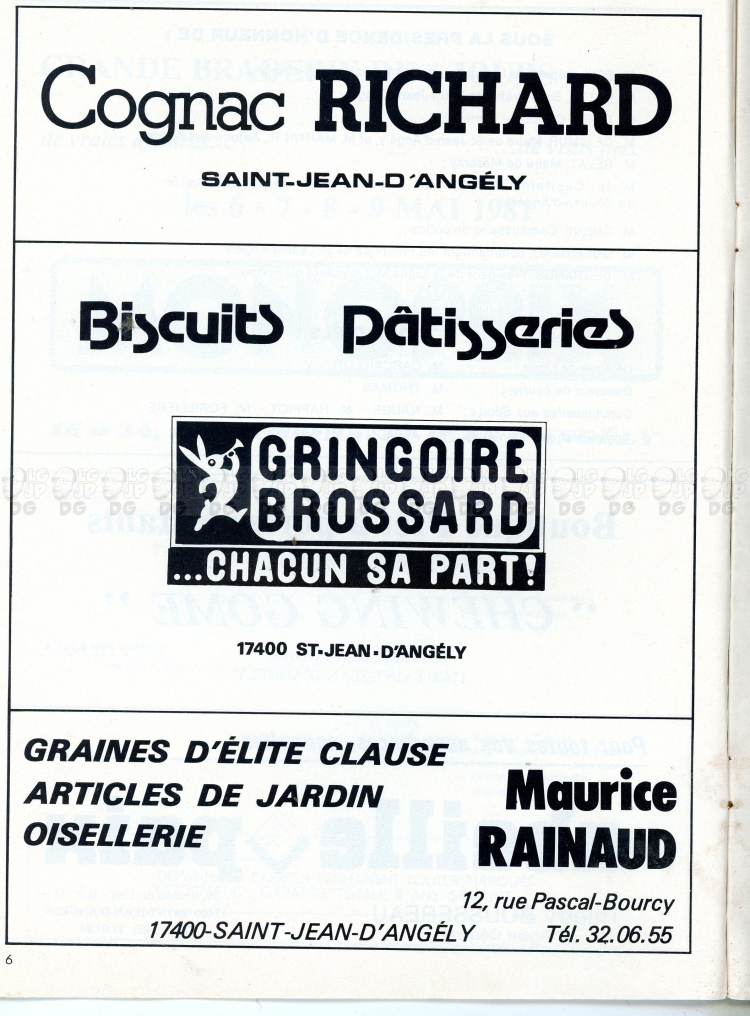 Cognac RICHARD
SAINT-JEAN-D'ANGÉLY
Biscuits Pâtisseries
GRINGOIRE
BROSSARD
...CHACUN SA PART!
17400 ST-JEAN-D'ANGÉLY
GRAINES D'ÉLITE CLAUSE
ARTICLES DE JARDIN
OISELLERIE
Maurice
RAINAUD
12, rue Pascal-Bourcy
17400-SAINT-JEAN-D'ANGÉLY Tél. 32.06.55
6